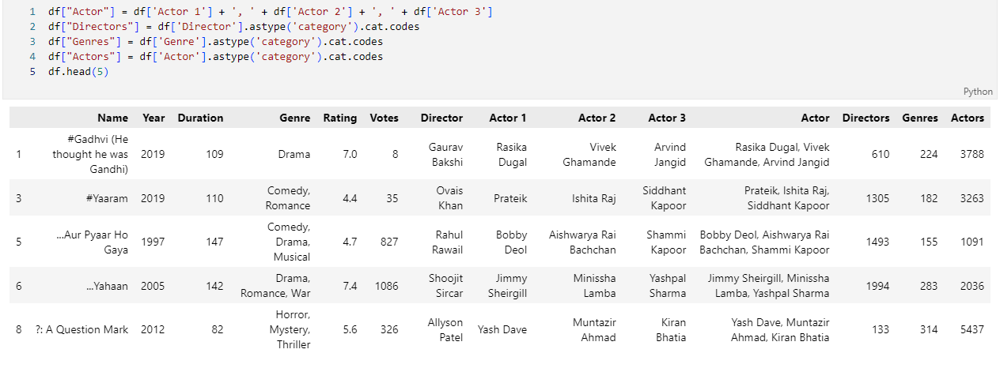 1 df["Actor"] = df['Actor 1'] + ', ' + df['Actor 2'] + ', ' + df['Actor 3']
2 df["Directors"] = df['Director'].astype('category').cat.codes
3 df["Genres"] = df['Genre'].astype('category').cat.codes
4 df["Actors"] = df['Actor'].astype('category').cat.codes
5 df.head(5)
Python
Name Year Duration Genre Rating Votes Director Actor 1 Actor 2 Actor 3 Actor Directors Genres Actors
#Gadhvi (He
thought he was
Gandhi)
1 2019 109 Drama 7.0 8 Gaurav
Bakshi Rasika
Dugal Vivek
Ghamande Arvind
Jangid Rasika Dugal, Vivek
Ghamande, Arvind Jangid 610 224 3788
3 #Yaaram 2019 110 Comedy,
Romance 4.4 35 Ovais
Khan Prateik Ishita Raj Siddhant
Kapoor Prateik, Ishita Raj,
Siddhant Kapoor 1305 182 3263
5 ...Aur Pyaar Ho
Gaya 1997 147 Comedy,
Drama,
Musical 4.7 827 Rahul
Rawail Bobby
Deol Aishwarya Rai
Bachchan Shammi
Kapoor Bobby Deol, Aishwarya Rai
Bachchan, Shammi Kapoor 1493 155 1091
6 ...Yahaan 2005 142 Drama,
Romance, War 7.4 1086 Shoojit
Sircar Jimmy
Sheirgill Minissha
Lamba Yashpal
Sharma Jimmy Sheirgill, Minissha
Lamba, Yashpal Sharma 1994 283 2036
8 ?: A Question Mark 2012 82 Horror,
Mystery,
Thriller 5.6 326 Allyson
Patel Yash Dave Muntazir
Ahmad Kiran
Bhatia Yash Dave, Muntazir
Ahmad, Kiran Bhatia 133 314 5437